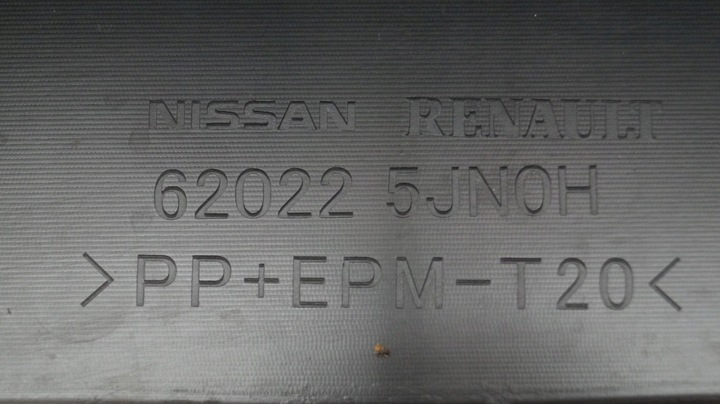 NISSAN RENAULT
62022 5JN0H
>PP+EPM-T20<